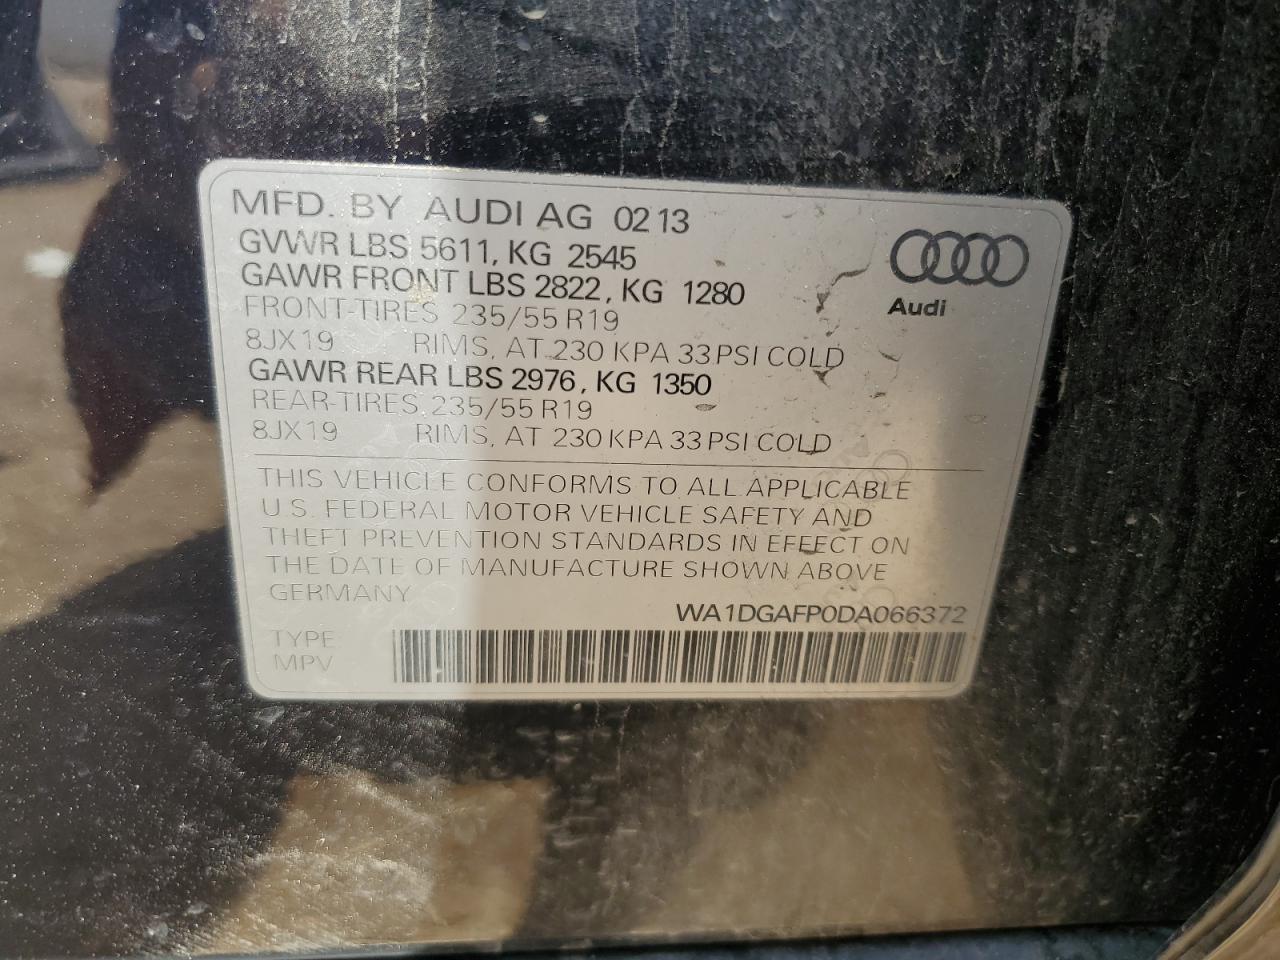 MFD. BY AUDI AG 02 13
GVWR LBS 5611, KG 2545
GAWR FRONT LBS 2822, KG 1280
FRONT-TIRES 235/55 R19
8JX19 RIMS, AT 230 KPA 33 PSI COLD
GAWR REAR LBS 2976, KG 1350
REAR-TIRES 235/55 R19
8JX19 RIMS, AT 230 KPA 33 PSI COLD
Audi
THIS VEHICLE CONFORMS TO ALL APPLICABLE
U.S. FEDERAL MOTOR VEHICLE SAFETY AND
THEFT PREVENTION STANDARDS IN EFFECT ON
THE DATE OF MANUFACTURE SHOWN ABOVE
GERMANY
WA1DGAFP0DA066372
TYPE
MPV